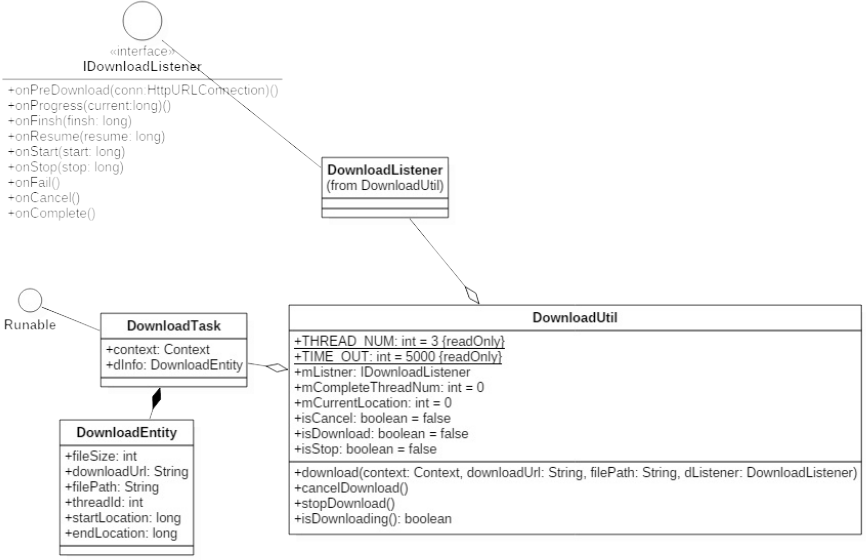 «interface»
IDownloadListener
+onPreDownload(conn:HttpURLConnection)()
+onProgress(current:long)()
+onFinsh(finsh: long)
+onResume(resume: long)
+onStart(start: long)
+onStop(stop: long)
+onFail()
+onCancel()
+onComplete()
DownloadListener
(from DownloadUtil)
Runable
DownloadTask
+context: Context
+dInfo: DownloadEntity
DownloadEntity
+fileSize: int
+downloadUrl: String
+filePath: String
+threadId: int
+startLocation: long
+endLocation: long
DownloadUtil
+THREAD_NUM: int = 3 {readOnly}
+TIME_OUT: int = 5000 {readOnly}
+mListner: IDownloadListener
+mCompleteThreadNum: int = 0
+mCurrentLocation: int = 0
+isCancel: boolean = false
+isDownload: boolean = false
+isStop: boolean = false
+download(context: Context, downloadUrl: String, filePath: String, dListener: DownloadListener)
+cancelDownload()
+stopDownload()
+isDownloading(): boolean